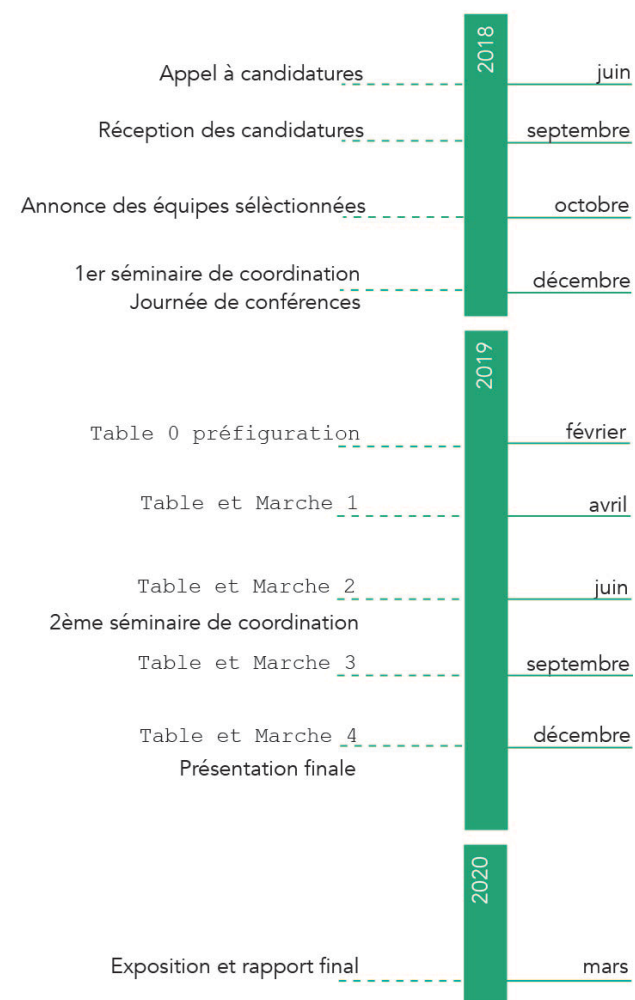 2018
Appel à candidatures juin
Réception des candidatures septembre
Annonce des équipes sélèctionnées octobre
1er séminaire de coordination décembre
Journée de conférences
2019
Table 0 préfiguration février
Table et Marche 1 avril
Table et Marche 2 juin
2ème séminaire de coordination
Table et Marche 3 septembre
Table et Marche 4 décembre
Présentation finale
2020
Exposition et rapport final mars